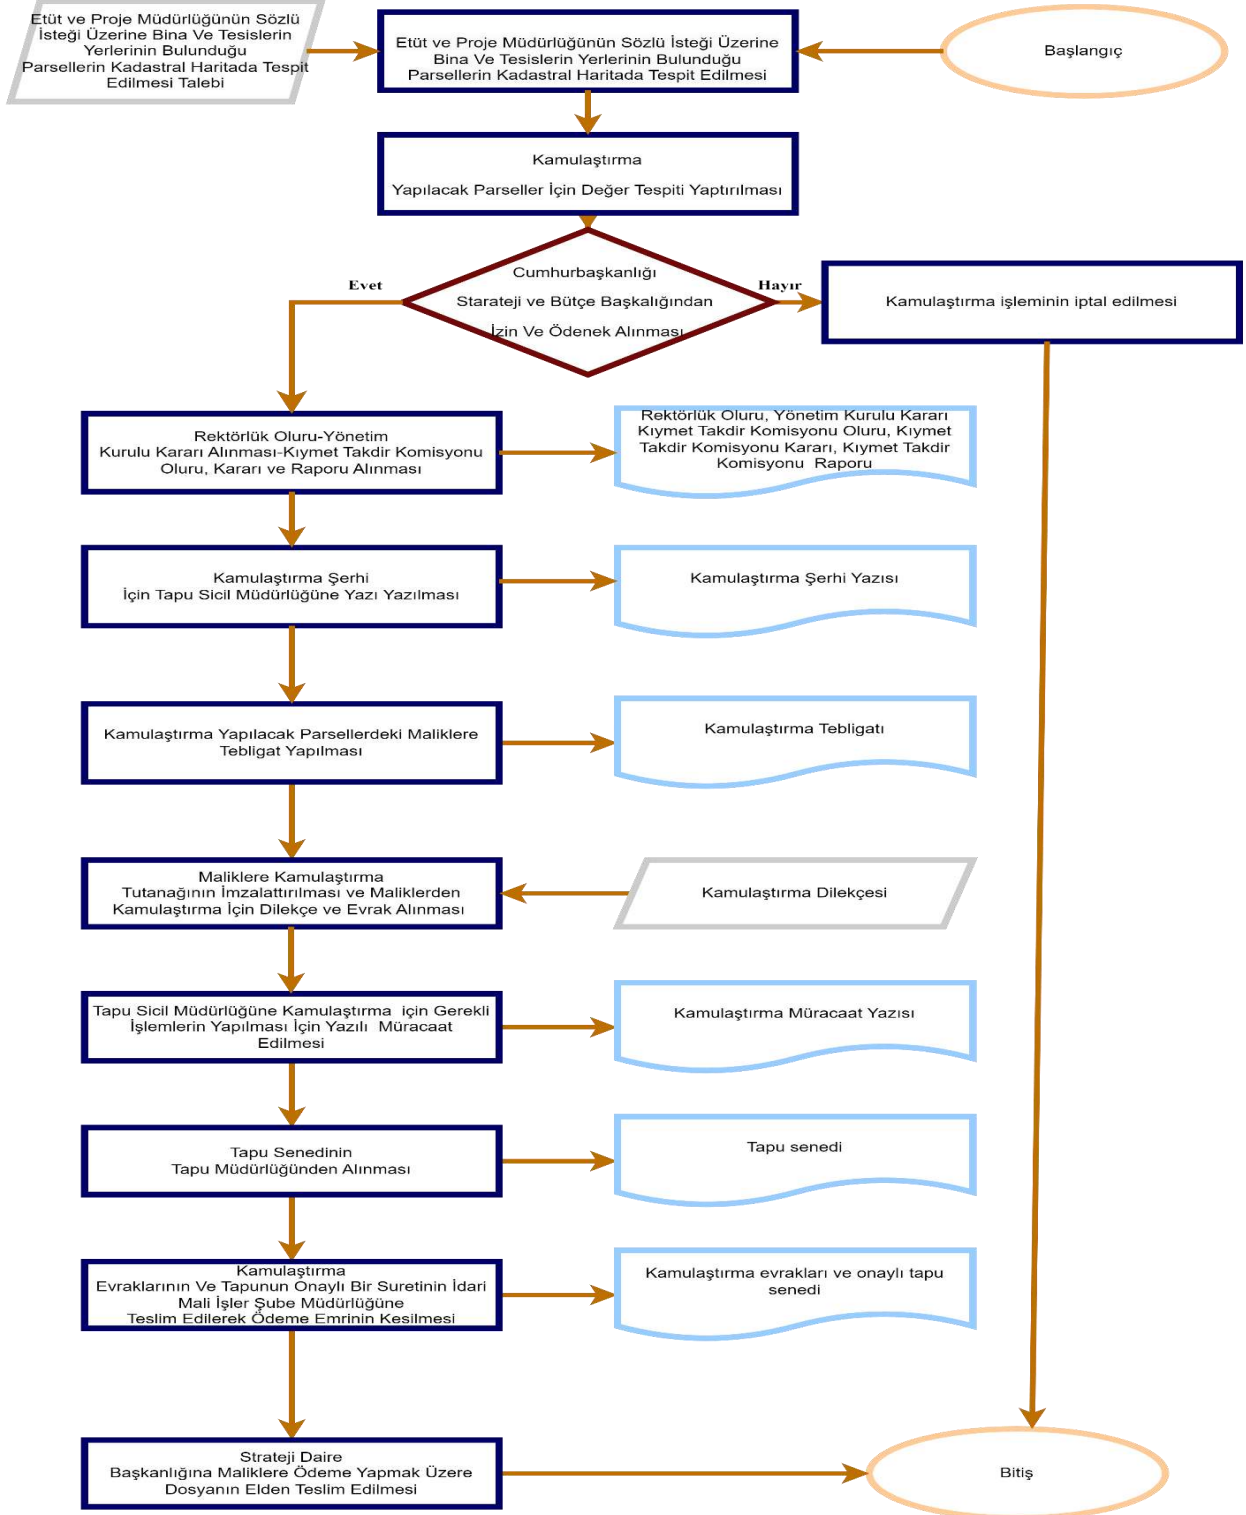 Etüt ve Proje Müdürlüğünün Sözlü
İsteği Üzerine Bina Ve Tesislerin
Yerlerinin Bulunduğu
Parsellerin Kadastral Haritada Tespit
Edilmesi Talebi
Etüt ve Proje Müdürlüğünün Sözlü İsteği Üzerine
Bina Ve Tesislerin Yerlerinin Bulunduğu
Parsellerin Kadastral Haritada Tespit Edilmesi
Başlangıç
Kamulaştırma
Yapılacak Parseller İçin Değer Tespiti Yaptırılması
Cumhurbaşkanlığı
Starateji ve Bütçe Başkalığından
İzin Ve Ödenek Alınması
Evet
Hayır
Kamulaştırma işleminin iptal edilmesi
Rektörlük Oluru-Yönetim
Kurulu Kararı Alınması-Kıymet Takdir Komisyonu
Oluru, Kararı ve Raporu Alınması
Rektörlük Oluru, Yönetim Kurulu Kararı
Kıymet Takdir Komisyonu Oluru, Kıymet
Takdir Komisyonu Kararı, Kıymet Takdir
Komisyonu Raporu
Kamulaştırma Şerhi
İçin Tapu Sicil Müdürlüğüne Yazı Yazılması
Kamulaştırma Şerhi Yazısı
Kamulaştırma Yapılacak Parsellerdeki Maliklere
Tebligat Yapılması
Kamulaştırma Tebligatı
Maliklere Kamulaştırma
Tutanağının İmzalattırılması ve Maliklerden
Kamulaştırma İçin Dilekçe ve Evrak Alınması
Kamulaştırma Dilekçesi
Tapu Sicil Müdürlüğüne Kamulaştırma için Gerekli
İşlemlerin Yapılması İçin Yazılı Müracaat
Edilmesi
Kamulaştırma Müracaat Yazısı
Tapu Senedinin
Tapu Müdürlüğünden Alınması
Tapu senedi
Kamulaştırma
Evraklarının Ve Tapunun Onaylı Bir Suretinin İdari
Mali İşler Şube Müdürlüğüne
Teslim Edilerek Ödeme Emrinin Kesilmesi
Kamulaştırma evrakları ve onaylı tapu
senedi
Strateji Daire
Başkanlığına Maliklere Ödeme Yapmak Üzere
Dosyanın Elden Teslim Edilmesi
Bitiş